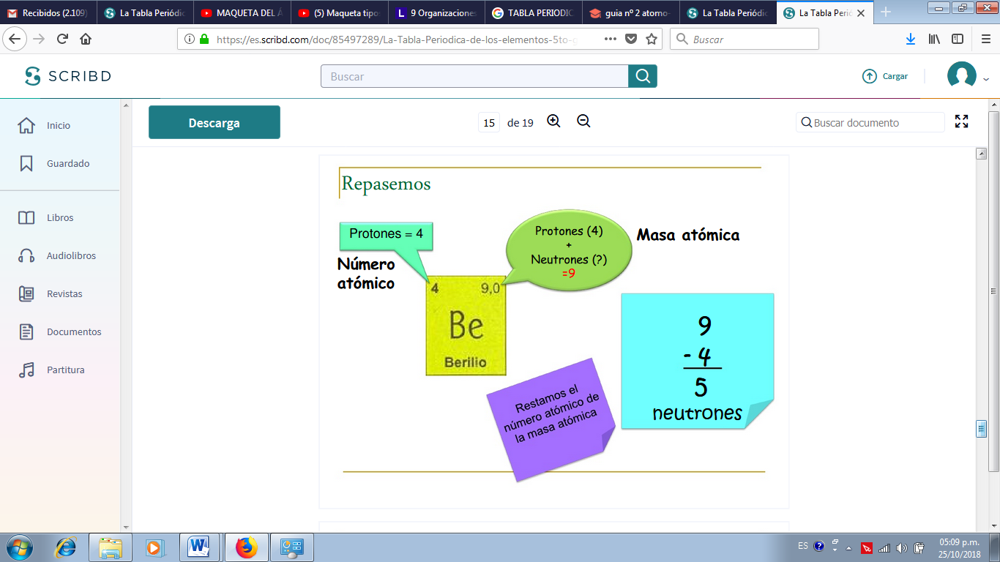 Recibidos (2.109)
La Tabla Periódic
MAQUETA DEL Á
(5) Maqueta tipo
9 Organizaciones
TABLA PERIODIC
guia nº 2 atomo-
La Tabla Periódic
La Tabla Perió
https://es.scribd.com/doc/85497289/La-Tabla-Periodica-de-los-elementos-5to-g
Buscar
SCRIBD
Buscar
Cargar
Inicio
Guardado
Libros
Audiolibros
Revistas
Documentos
Partitura
Descarga
15 de 19
Buscar documento
Repasemos
Protones = 4
Número
atómico
Protones (4)
+
Neutrones (?)
=9
Masa atómica
4 9,0
Be
Berilio
Restamos el
número atómico de
la masa atómica
9
- 4
5
neutrones
ES
05:09 p.m.
25/10/2018